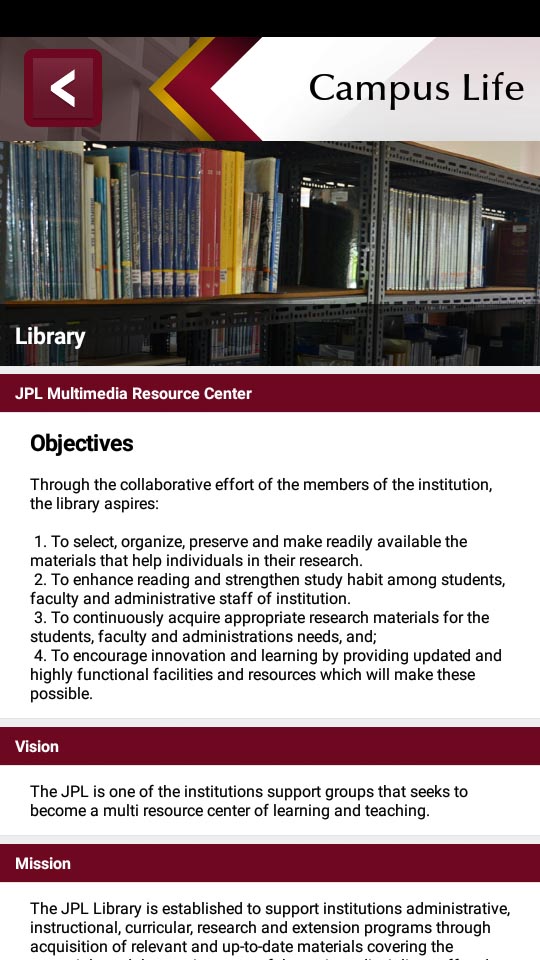 Campus Life
Library
JPL Multimedia Resource Center
Objectives
Through the collaborative effort of the members of the institution,
the library aspires:
1. To select, organize, preserve and make readily available the
materials that help individuals in their research.
2. To enhance reading and strengthen study habit among students,
faculty and administrative staff of institution.
3. To continuously acquire appropriate research materials for the
students, faculty and administrations needs, and;
4. To encourage innovation and learning by providing updated and
highly functional facilities and resources which will make these
possible.
Vision
The JPL is one of the institutions support groups that seeks to
become a multi resource center of learning and teaching.
Mission
The JPL Library is established to support institutions administrative,
instructional, curricular, research and extension programs through
acquisition of relevant and up-to-date materials covering the